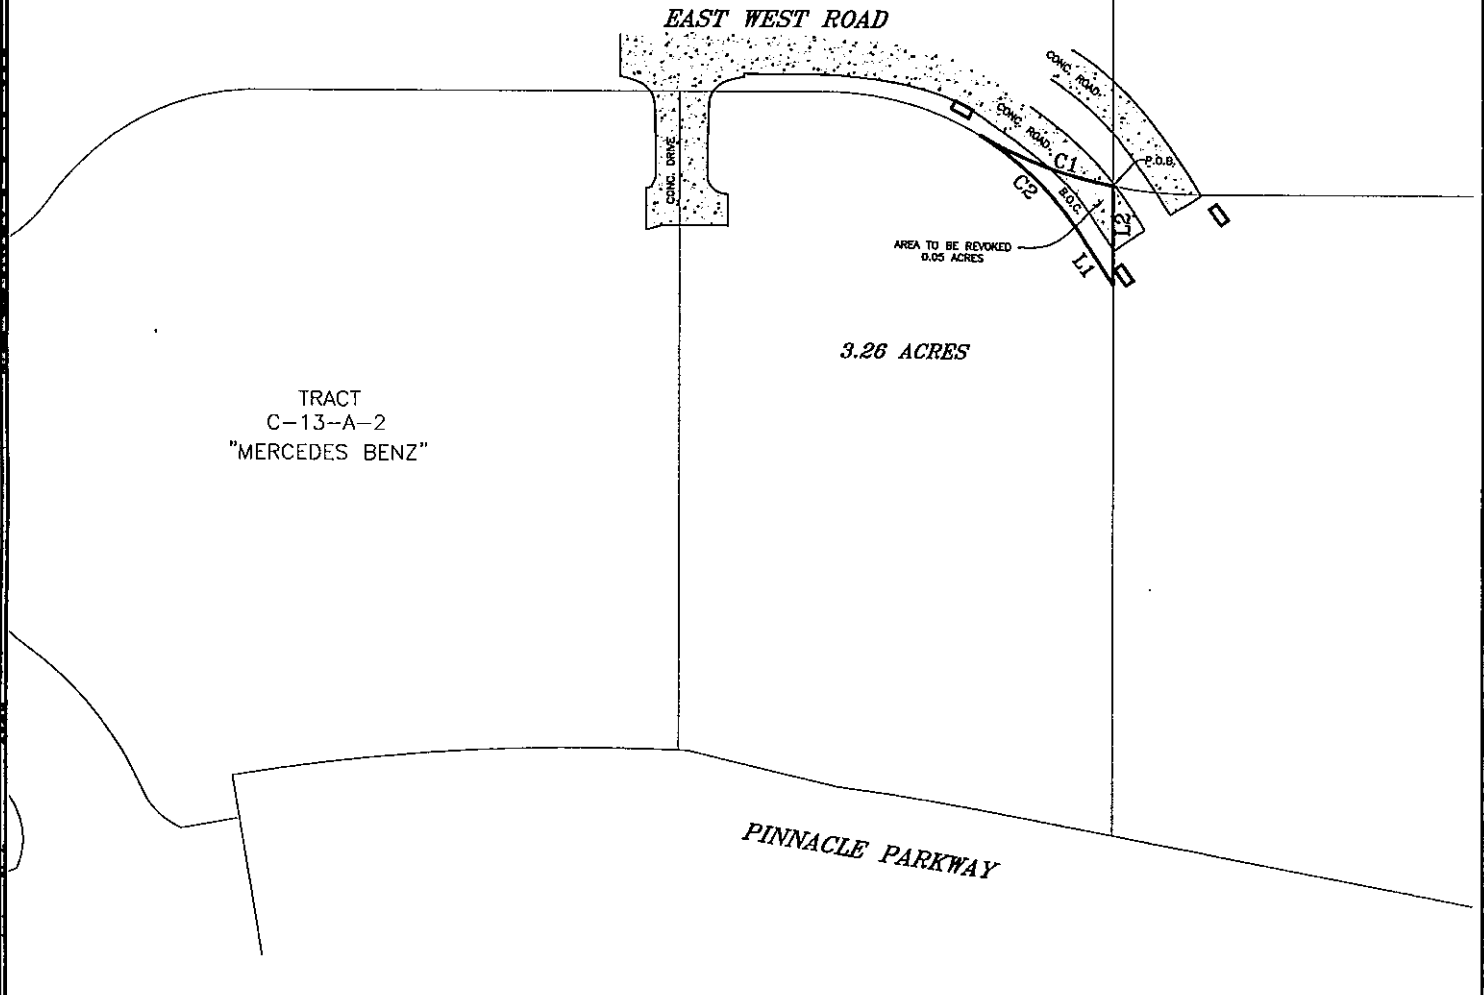 EAST WEST ROAD
CONC. ROAD
CONC. ROAD
CONC. DRIVE
C1
P.O.B.
C2
B.O.C.
L2
AREA TO BE REVOKED
0.05 ACRES
L1
3.26 ACRES
TRACT
C-13-A-2
"MERCEDES BENZ"
PINNACLE PARKWAY